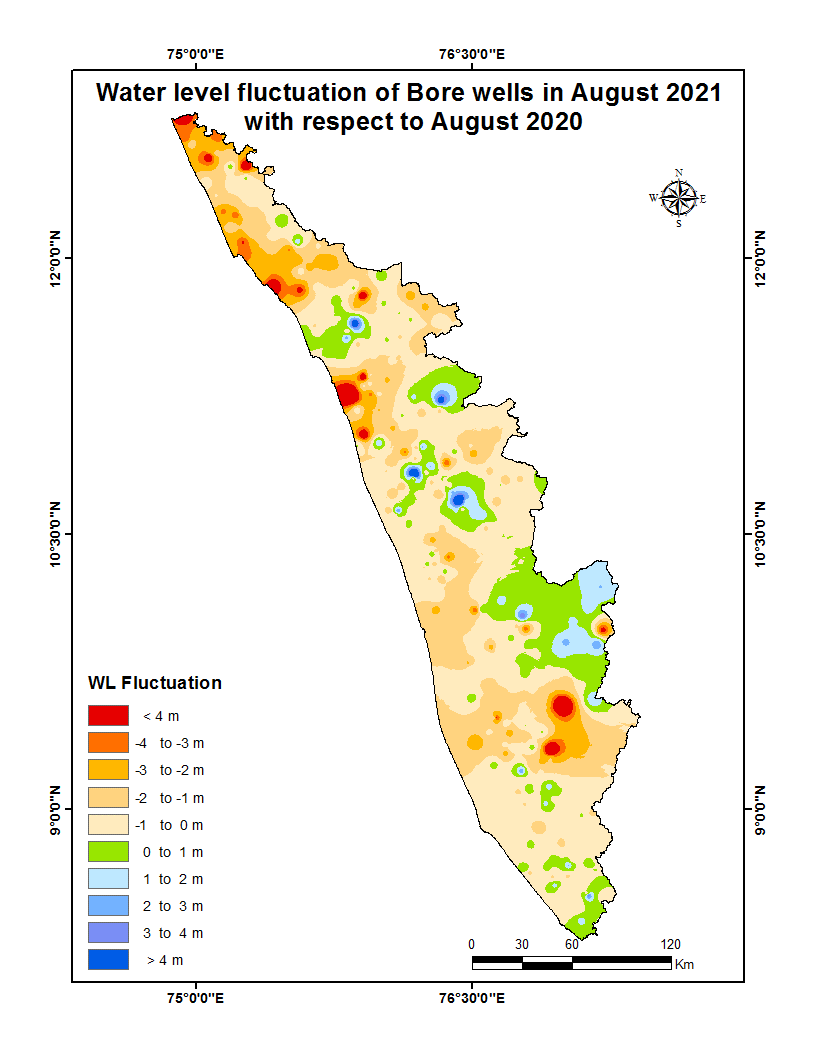 75°0'0"E 76°30'0"E
Water level fluctuation of Bore wells in August 2021
with respect to August 2020
N
W E
S
12°0'0"N 12°0'0"N
10°30'0"N 10°30'0"N
WL Fluctuation
< 4 m
-4 to -3 m
-3 to -2 m
-2 to -1 m
-1 to 0 m
0 to 1 m
1 to 2 m
2 to 3 m
3 to 4 m
> 4 m
9°0'0"N 9°0'0"N
0 30 60 120
Km
75°0'0"E 76°30'0"E